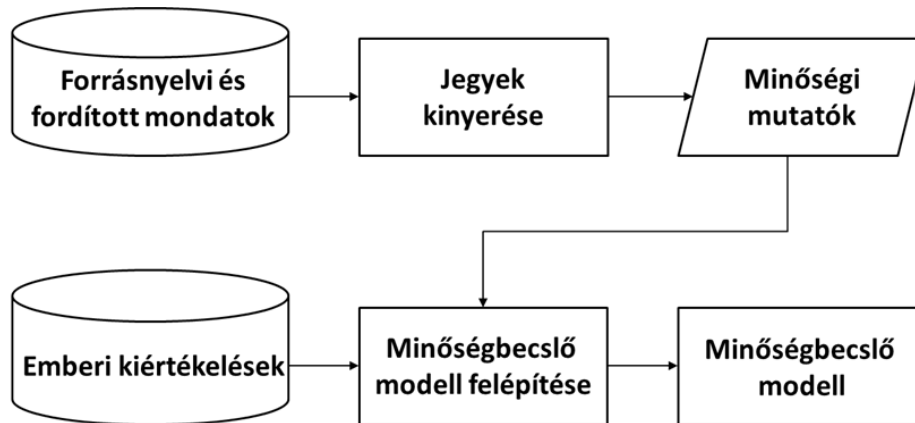 Forrásnyelvi és
fordított mondatok
Jegyek
kinyerése
Minőségi
mutatók
Emberi kiértékelések
Minőségbecslő
modell felépítése
Minőségbecslő
modell